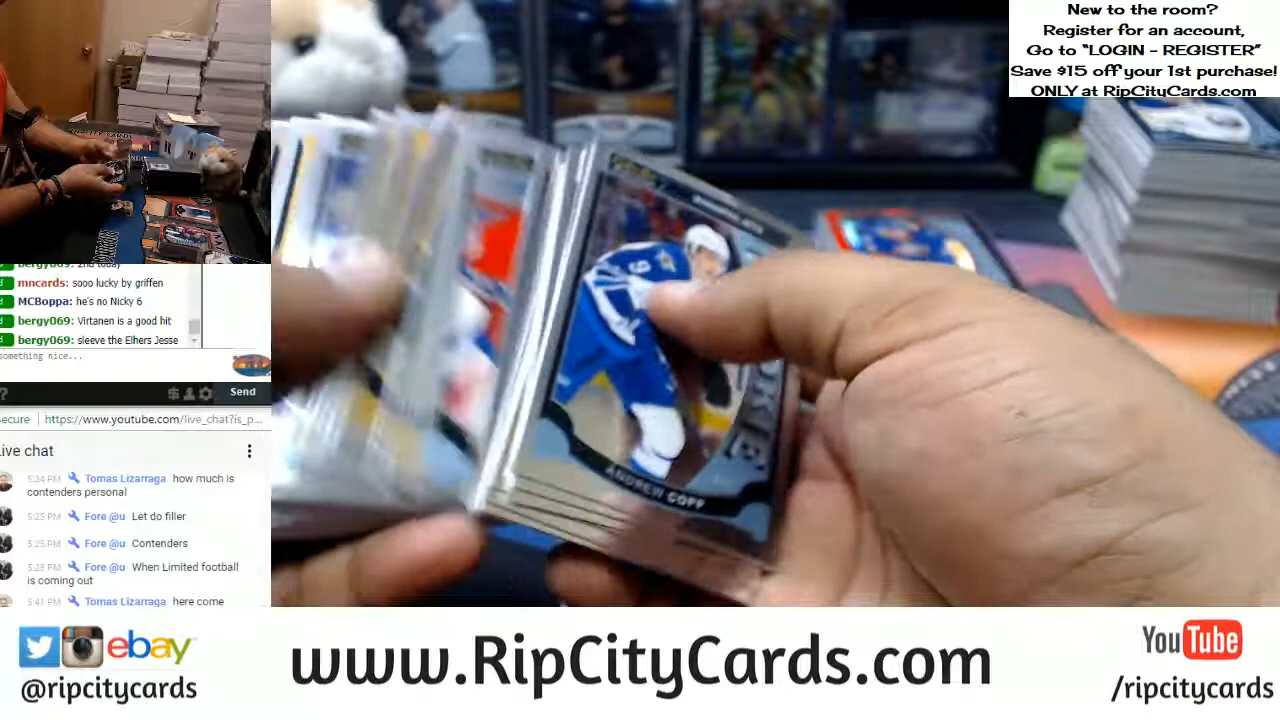 New to the room?
Register for an account,
Go to "LOGIN - REGISTER"
Save $15 off your 1st purchase!
ONLY at RipCityCards.com
bergy069: 2nd today
mncards: sooo lucky by griffen
MCBoppa: he's no Nicky 6
bergy069: Virtanen is a good hit
bergy069: sleeve the Elhers Jesse
something nice...
Send
https://www.youtube.com/live_chat?is_p...
Live chat
5:24 PM Tomas Lizarraga how much is
contenders personal
5:25 PM Fore @u Let do filler
5:25 PM Fore @u Contenders
5:28 PM Fore @u When Limited football
is coming out
5:41 PM Tomas Lizarraga here come
ANDREW COPP
ebay
@ripcitycards
www.RipCityCards.com
YouTube
/ripcitycards